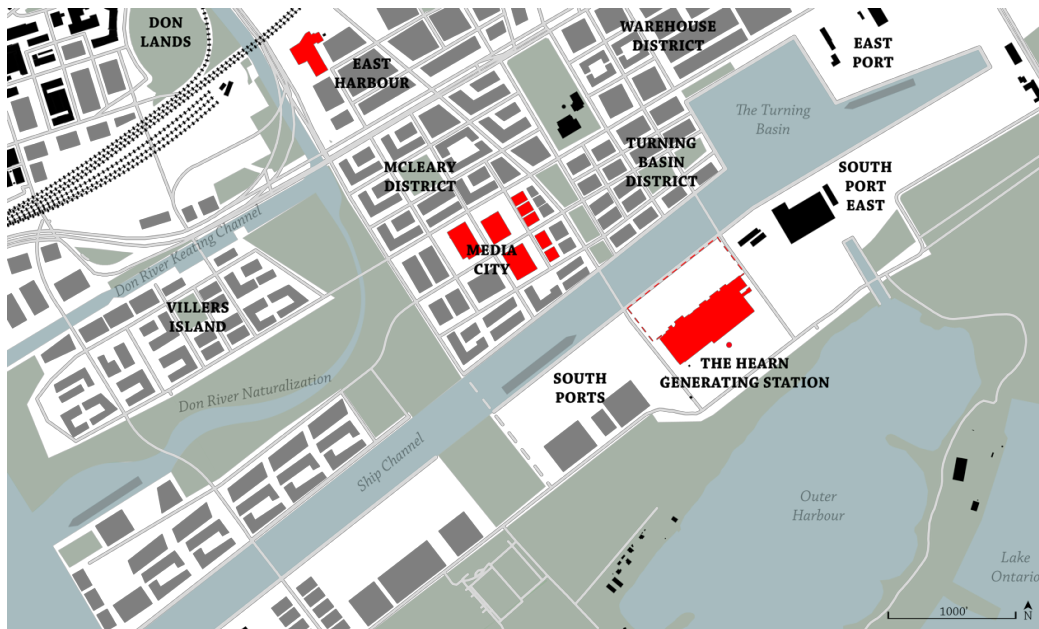 DON
LANDS
WAREHOUSE
DISTRICT
EAST
PORT
EAST
HARBOUR
The Turning
Basin
MCLEARY
DISTRICT
TURNING
BASIN
DISTRICT
SOUTH
PORT
EAST
Don River Keating Channel
MEDIA
CITY
VILLERS
ISLAND
THE HEARN
GENERATING STATION
SOUTH
PORTS
Don River Naturalization
Ship Channel
Outer
Harbour
Lake
Ontario
1000'
N